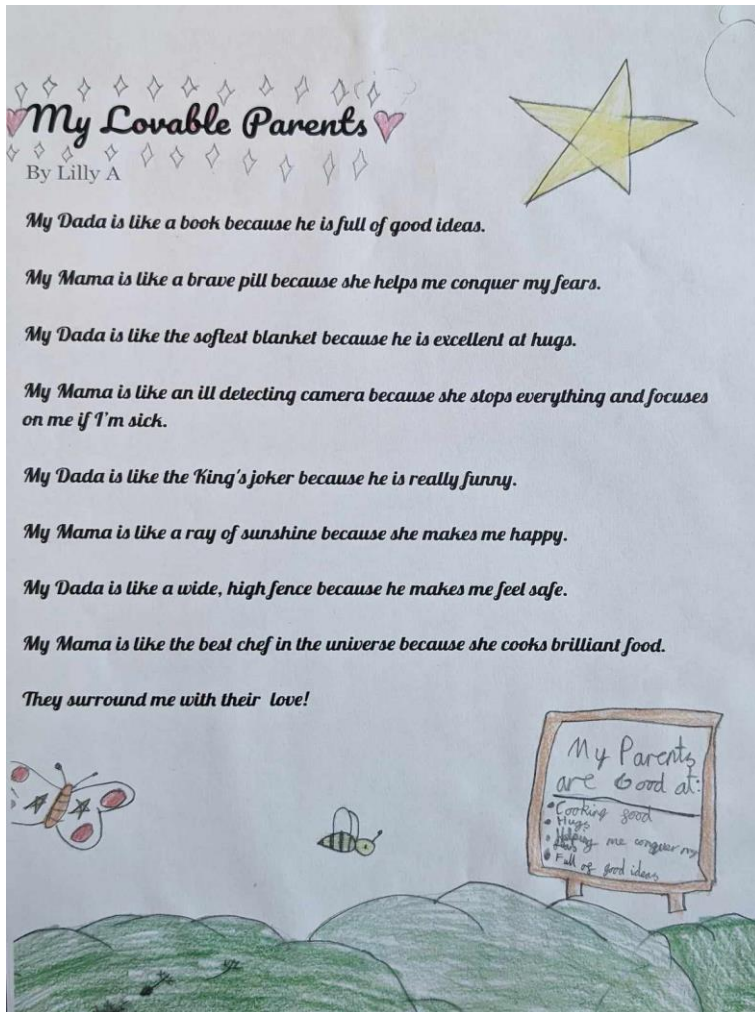 My Lovable Parents
By Lilly A
My Dada is like a book because he is full of good ideas.
My Mama is like a brave pill because she helps me conquer my fears.
My Dada is like the softest blanket because he is excellent at hugs.
My Mama is like an ill detecting camera because she stops everything and focuses
on me if I'm sick.
My Dada is like the King's joker because he is really funny.
My Mama is like a ray of sunshine because she makes me happy.
My Dada is like a wide, high fence because he makes me feel safe.
My Mama is like the best chef in the universe because she cooks brilliant food.
They surround me with their love!
My Parents
are Good at:
• Cooking good
• Hugs
• Helping me conquer my
fears
• Full of good ideas